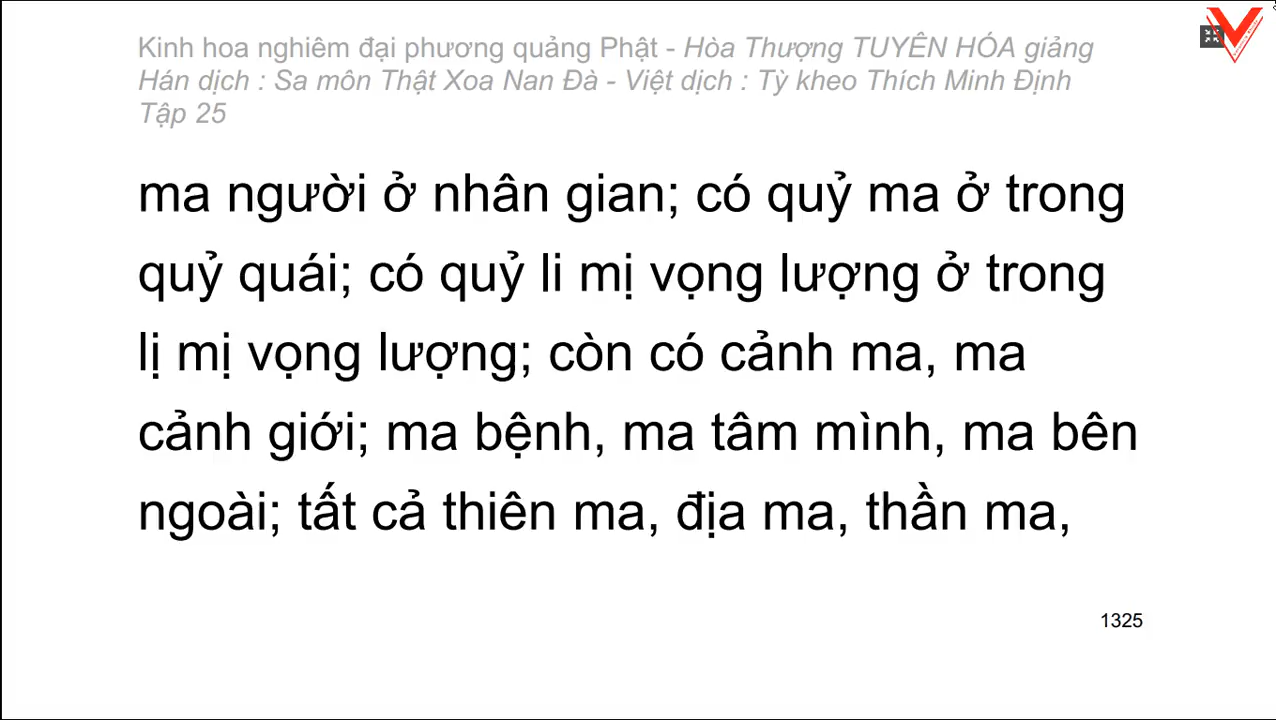 Kinh hoa nghiêm đại phương quảng Phật - Hòa Thượng TUYÊN HÓA giảng
Hán dịch : Sa môn Thật Xoa Nan Đà - Việt dịch : Tỳ kheo Thích Minh Định
Tập 25
ma người ở nhân gian; có quỷ ma ở trong
quỷ quái; có quỷ li mị vọng lượng ở trong
lị mị vọng lượng; còn có cảnh ma, ma
cảnh giới; ma bệnh, ma tâm mình, ma bên
ngoài; tất cả thiên ma, địa ma, thần ma,
1325